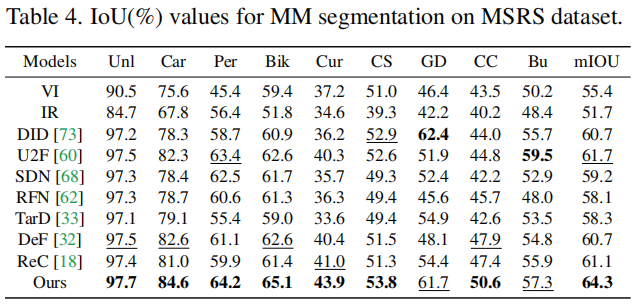 Table 4. IoU(%) values for MM segmentation on MSRS dataset.
Models Unl Car Per Bik Cur CS GD CC Bu mIOU
VI 90.5 75.6 45.4 59.4 37.2 51.0 46.4 43.5 50.2 55.4
IR 84.7 67.8 56.4 51.8 34.6 39.3 42.2 40.2 48.4 51.7
DID [73] 97.2 78.3 58.7 60.9 36.2 52.9 62.4 44.0 55.7 60.7
U2F [60] 97.5 82.3 63.4 62.6 40.3 52.6 51.9 44.8 59.5 61.7
SDN [68] 97.3 78.4 62.5 61.7 35.7 49.3 52.4 42.2 52.9 59.2
RFN [62] 97.3 78.7 60.6 61.3 36.3 49.4 45.6 45.7 48.0 58.1
TarD [33] 97.1 79.1 55.4 59.0 33.6 49.4 54.9 42.6 53.5 58.3
DeF [32] 97.5 82.6 61.1 62.6 40.4 51.5 48.1 47.9 54.8 60.7
ReC [18] 97.4 81.0 59.9 61.4 41.0 51.3 54.4 47.4 55.9 61.1
Ours 97.7 84.6 64.2 65.1 43.9 53.8 61.7 50.6 57.3 64.3